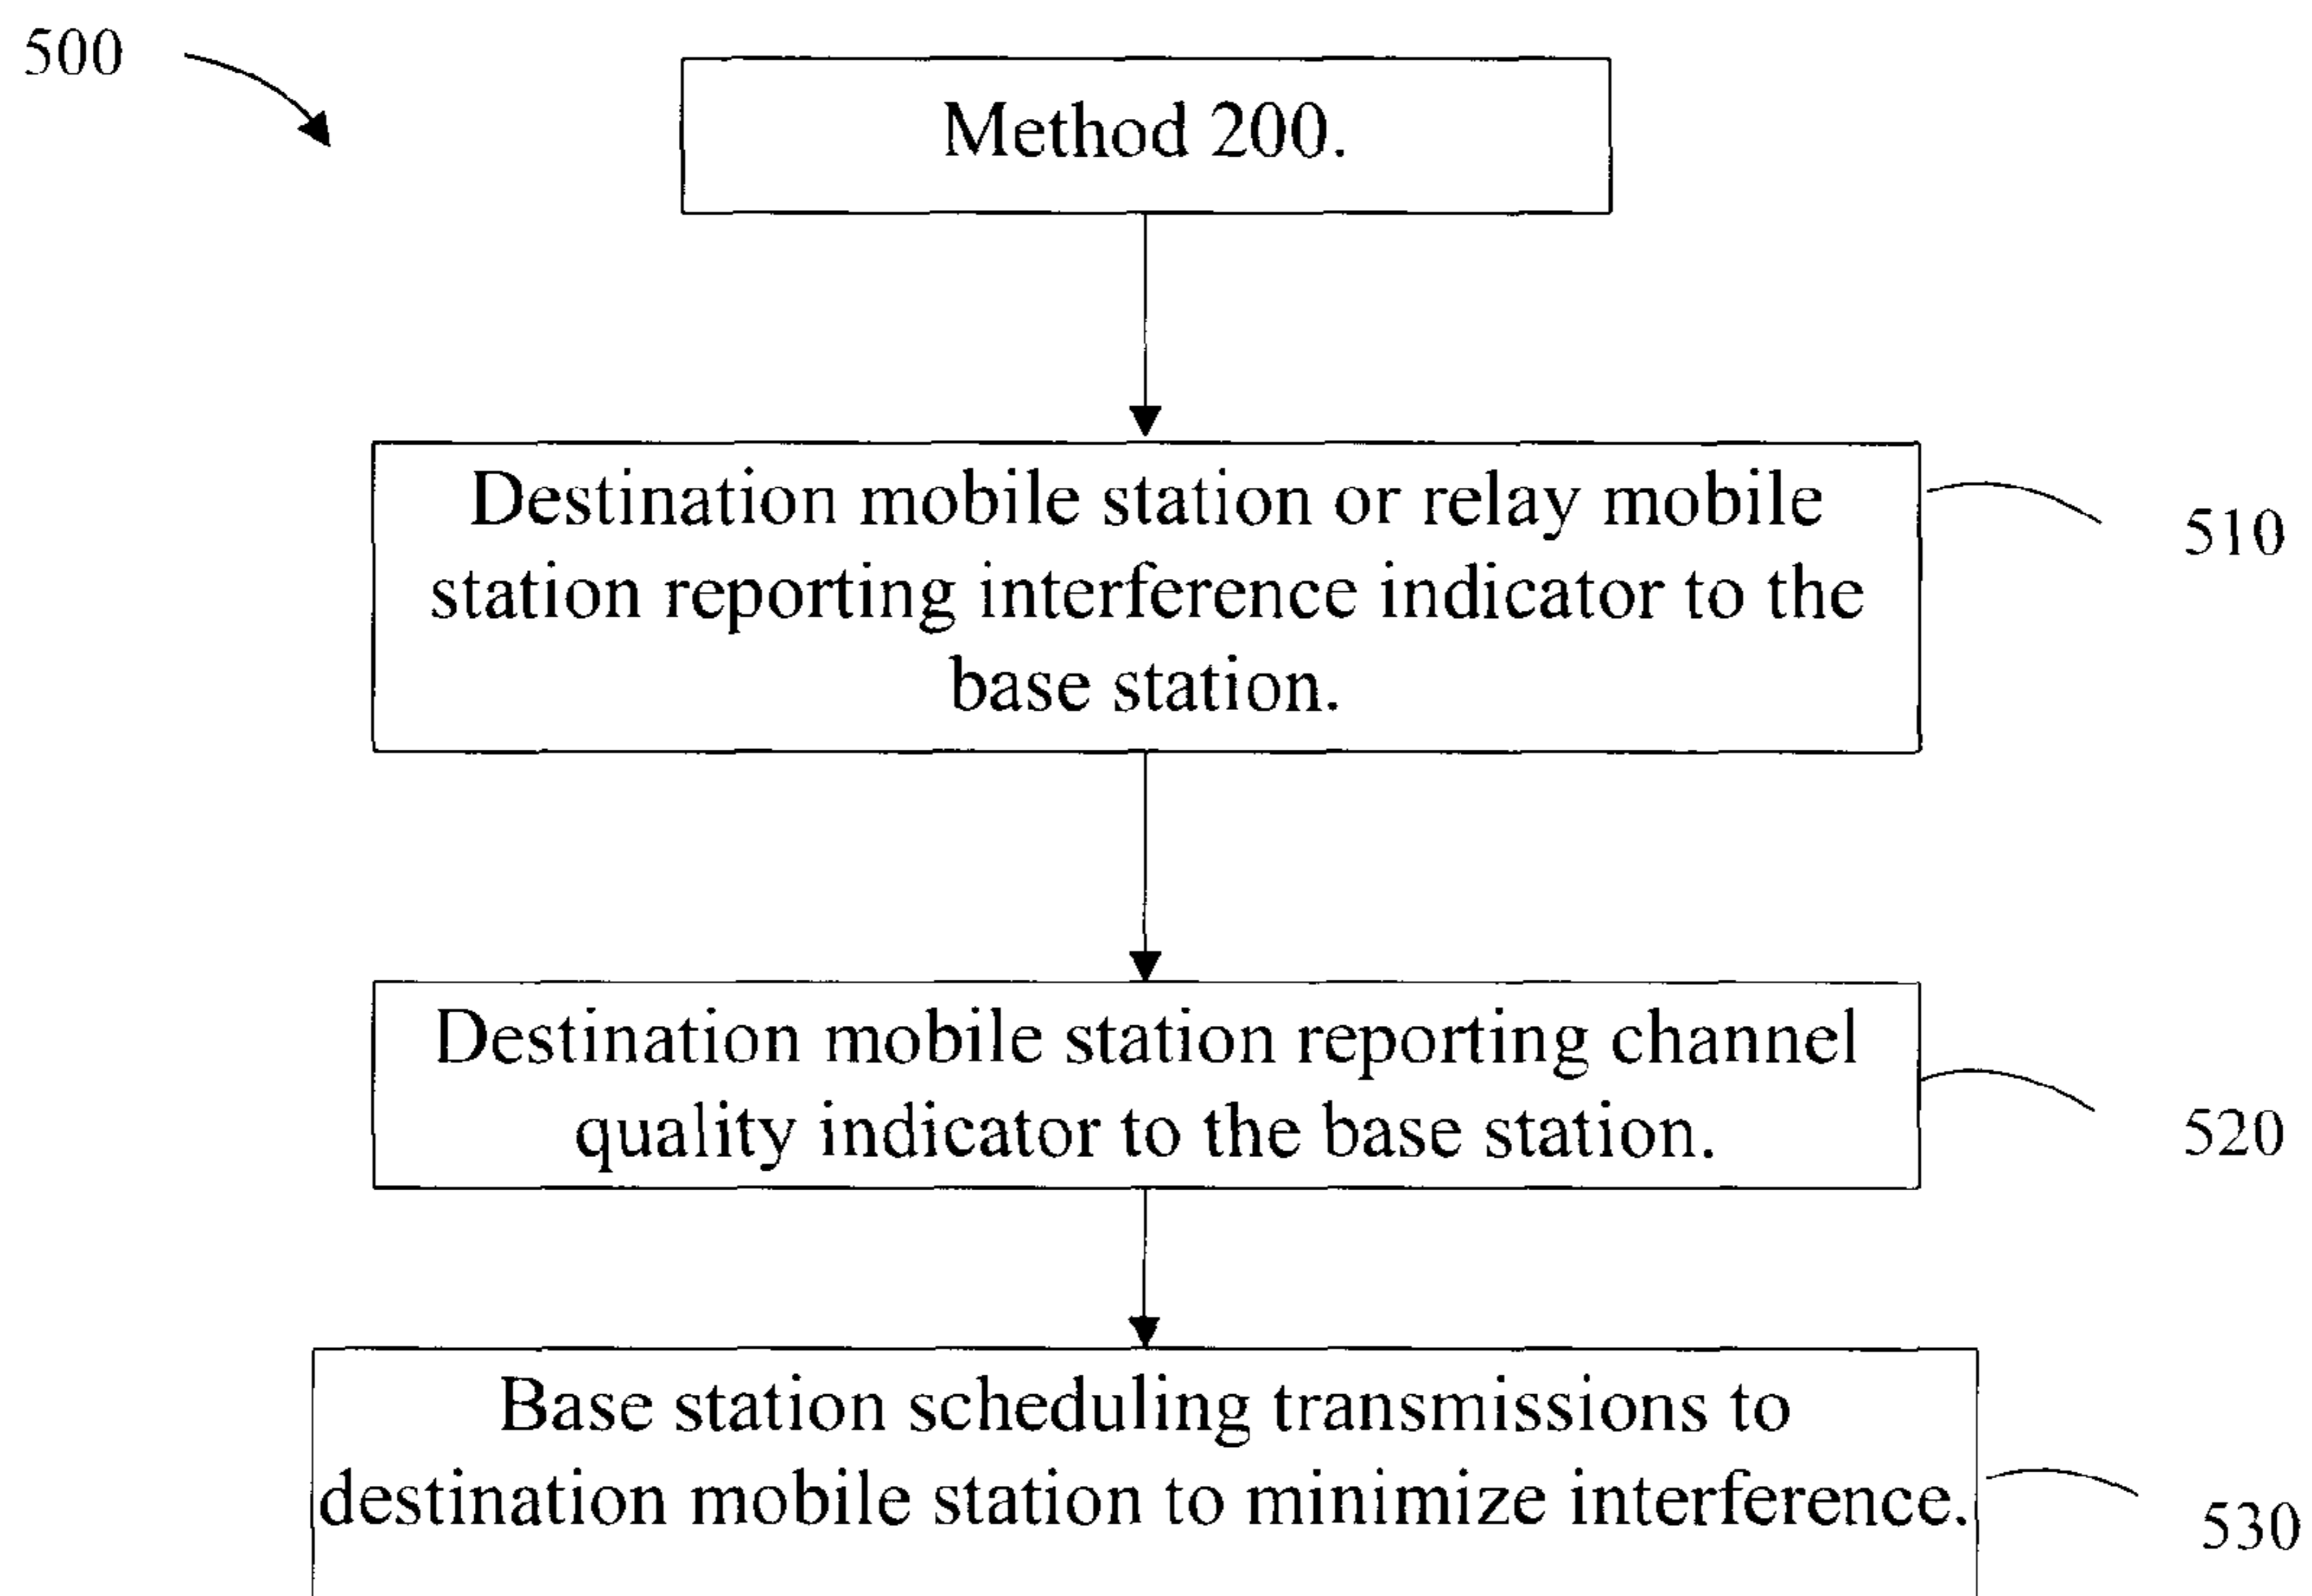 500
Method 200.
Destination mobile station or relay mobile
station reporting interference indicator to the
base station.
510
Destination mobile station reporting channel
quality indicator to the base station.
520
Base station scheduling transmissions to
destination mobile station to minimize interference.
530